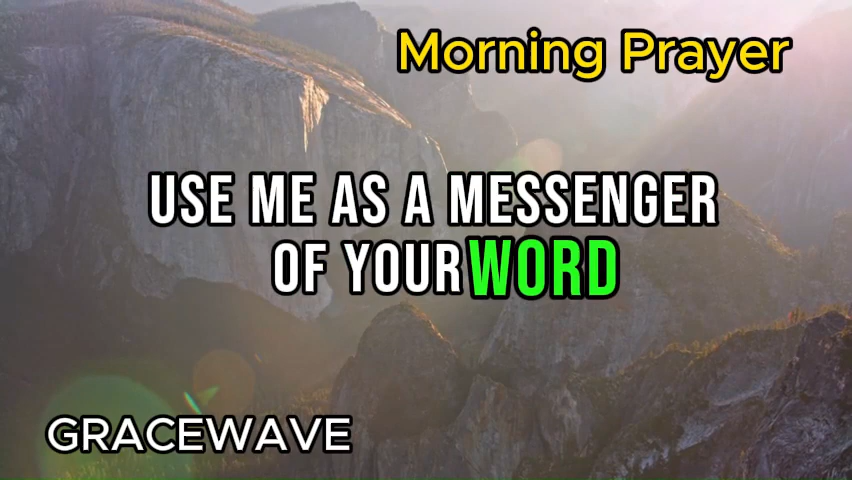 Morning Prayer
USE ME AS A MESSENGER
OF YOUR WORD
GRACEWAVE